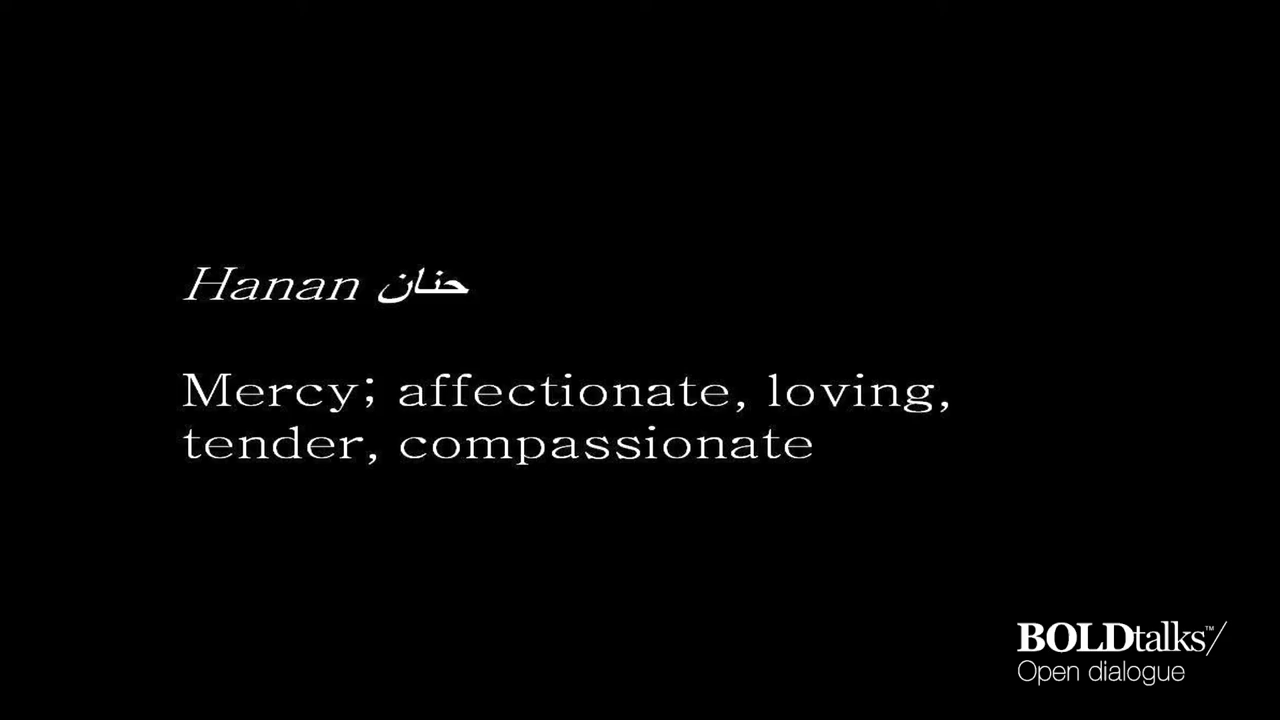 Hanan حنان
Mercy; affectionate, loving,
tender, compassionate
BOLDtalks™/
Open dialogue